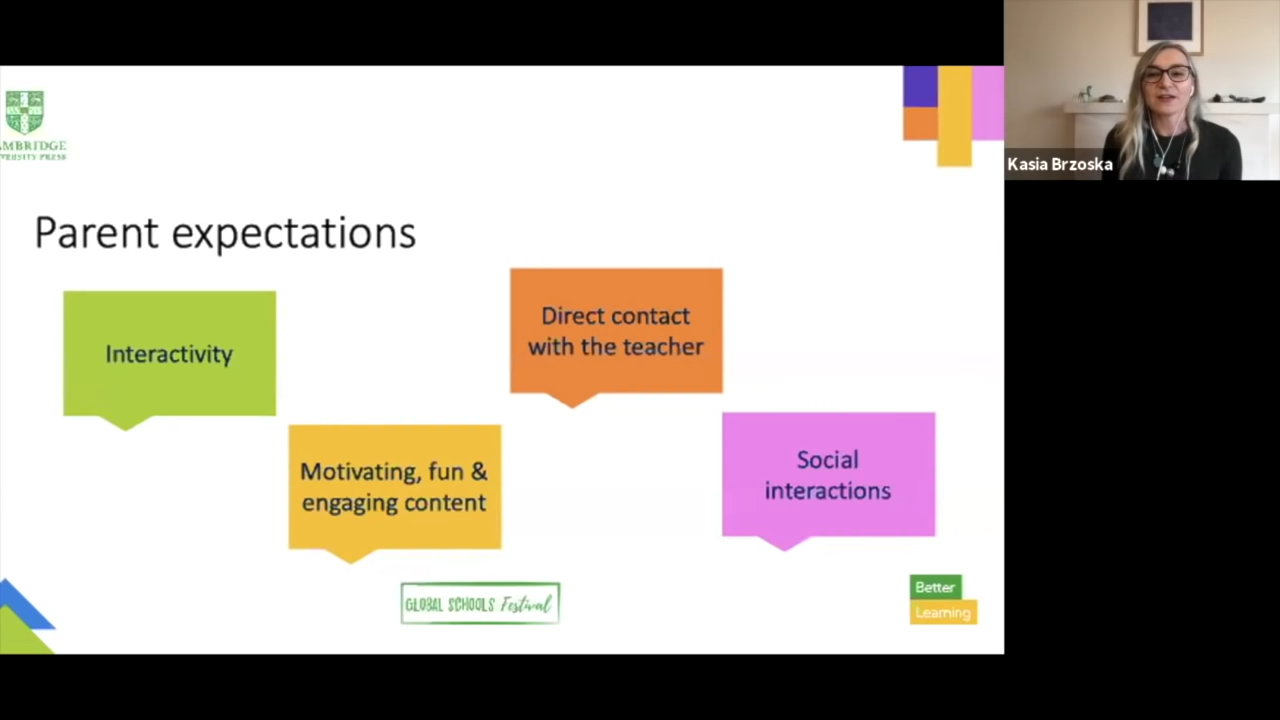 AMBRIDGE
Kasia Brzoska
Parent expectations
Interactivity
Direct contact
with the teacher
Motivating, fun &
engaging content
Social
interactions
GLOBAL SCHOOLS Festival
Better
Learning